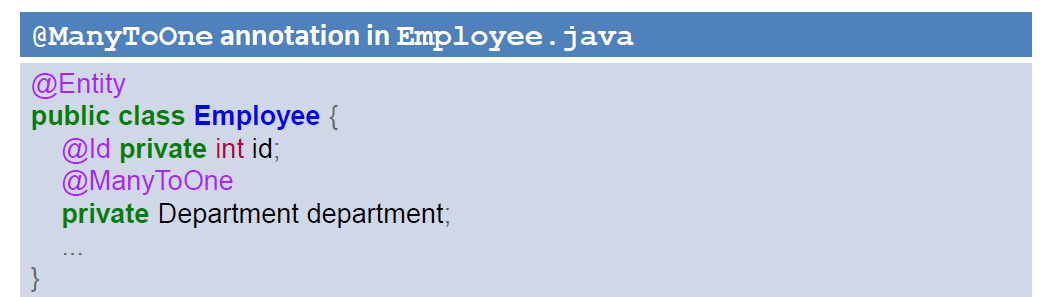 @ManyToOne annotation in Employee.java
@Entity
public class Employee {
@Id private int id;
@ManyToOne
private Department department;
...
}